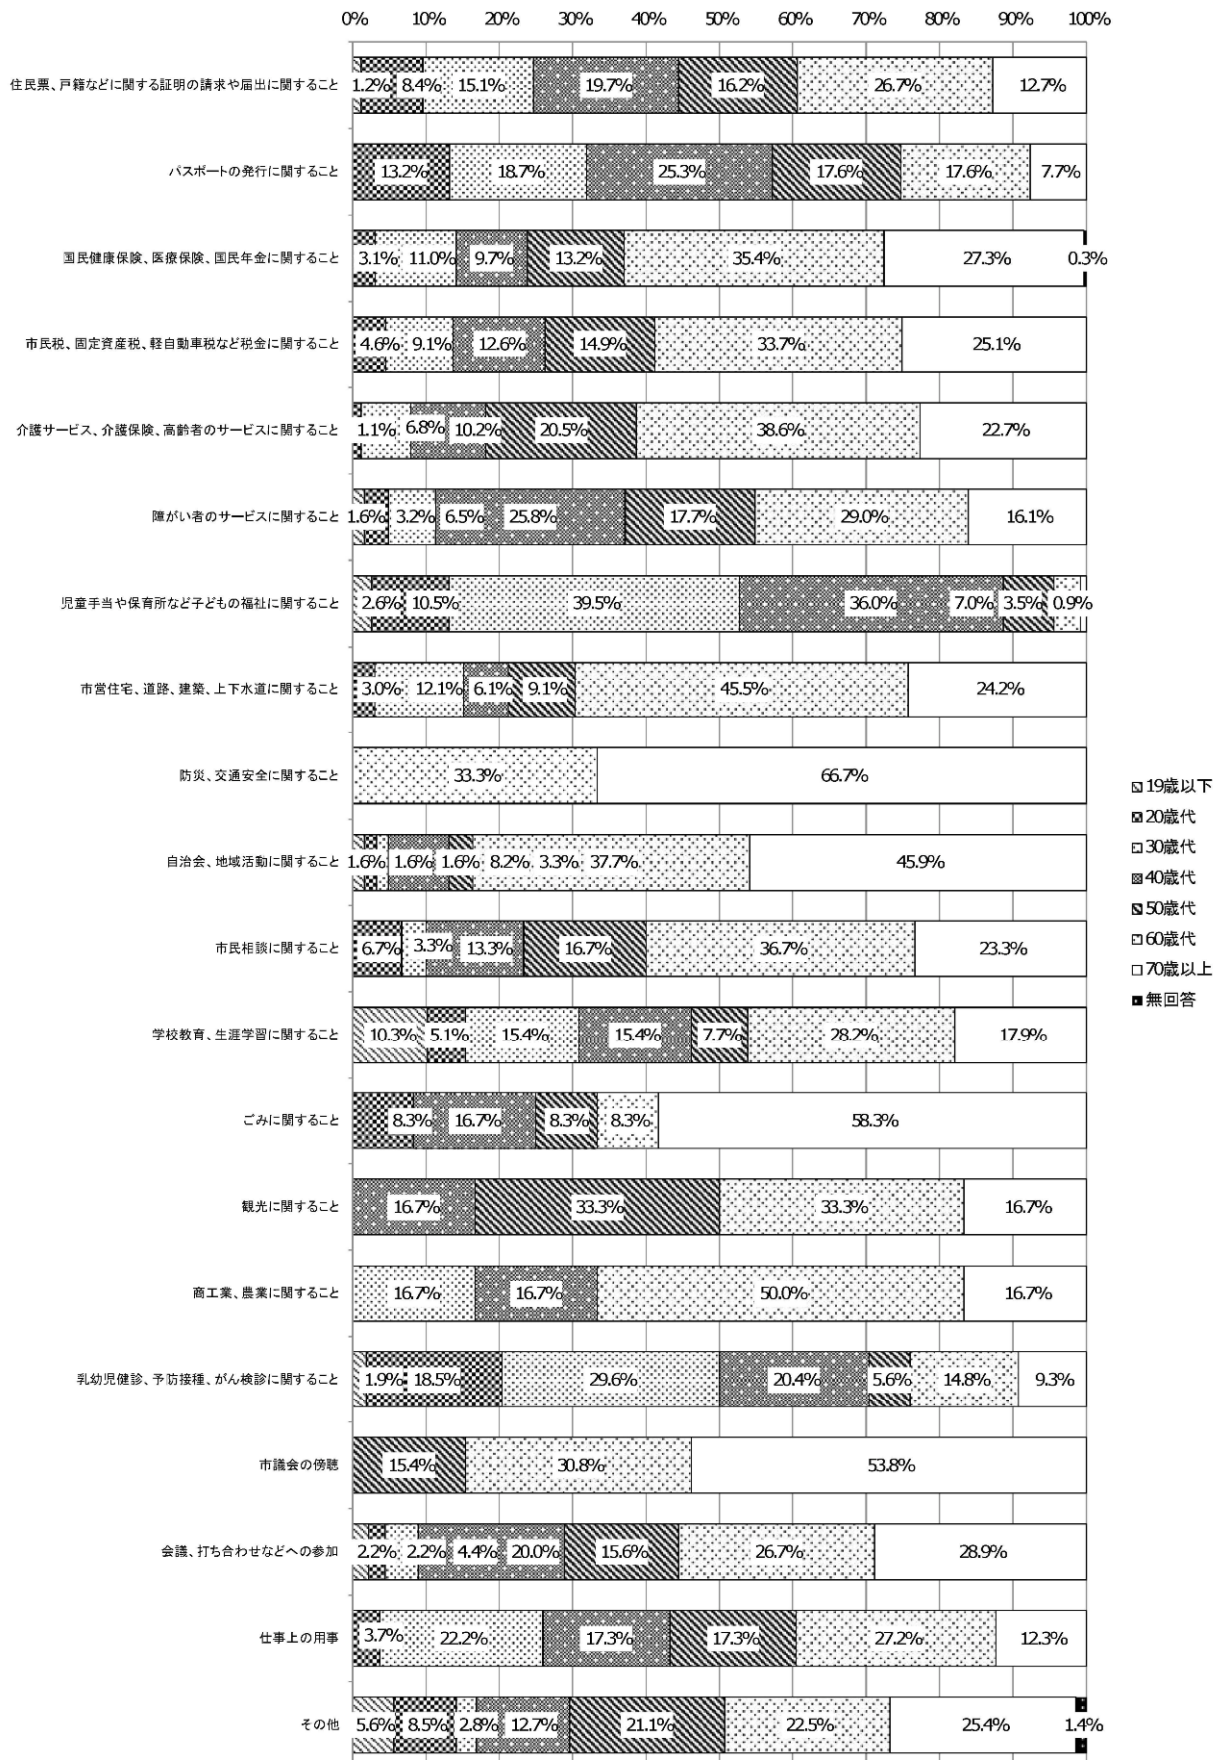 0% 10% 20% 30% 40% 50% 60% 70% 80% 90% 100%
住民票、戸籍などに関する証明の請求や届出に関すること 1.2% 8.4% 15.1% 19.7% 16.2% 26.7% 12.7%
パスポートの発行に関すること 13.2% 18.7% 25.3% 17.6% 17.6% 7.7%
国民健康保険、医療保険、国民年金に関すること 3.1% 11.0% 9.7% 13.2% 35.4% 27.3% 0.3%
市民税、固定資産税、軽自動車税など税金に関すること 4.6% 9.1% 12.6% 14.9% 33.7% 25.1%
介護サービス、介護保険、高齢者のサービスに関すること 1.1% 6.8% 10.2% 20.5% 38.6% 22.7%
障がい者のサービスに関すること 1.6% 3.2% 6.5% 25.8% 17.7% 29.0% 16.1%
児童手当や保育所など子どもの福祉に関すること 2.6% 10.5% 39.5% 36.0% 7.0% 3.5% 0.9%
市営住宅、道路、建築、上下水道に関すること 3.0% 12.1% 6.1% 9.1% 45.5% 24.2%
防災、交通安全に関すること 33.3% 66.7%
自治会、地域活動に関すること 1.6% 1.6% 1.6% 8.2% 3.3% 37.7% 45.9%
市民相談に関すること 6.7% 3.3% 13.3% 16.7% 36.7% 23.3%
学校教育、生涯学習に関すること 10.3% 5.1% 15.4% 15.4% 7.7% 28.2% 17.9%
ごみに関すること 8.3% 16.7% 8.3% 8.3% 58.3%
観光に関すること 16.7% 33.3% 33.3% 16.7%
商工業、農業に関すること 16.7% 16.7% 50.0% 16.7%
乳幼児健診、予防接種、がん検診に関すること 1.9% 18.5% 29.6% 20.4% 5.6% 14.8% 9.3%
市議会の傍聴 15.4% 30.8% 53.8%
会議、打ち合わせなどへの参加 2.2% 2.2% 4.4% 20.0% 15.6% 26.7% 28.9%
仕事上の用事 3.7% 22.2% 17.3% 17.3% 27.2% 12.3%
その他 5.6% 8.5% 2.8% 12.7% 21.1% 22.5% 25.4% 1.4%
19歳以下
20歳代
30歳代
40歳代
50歳代
60歳代
70歳以上
無回答